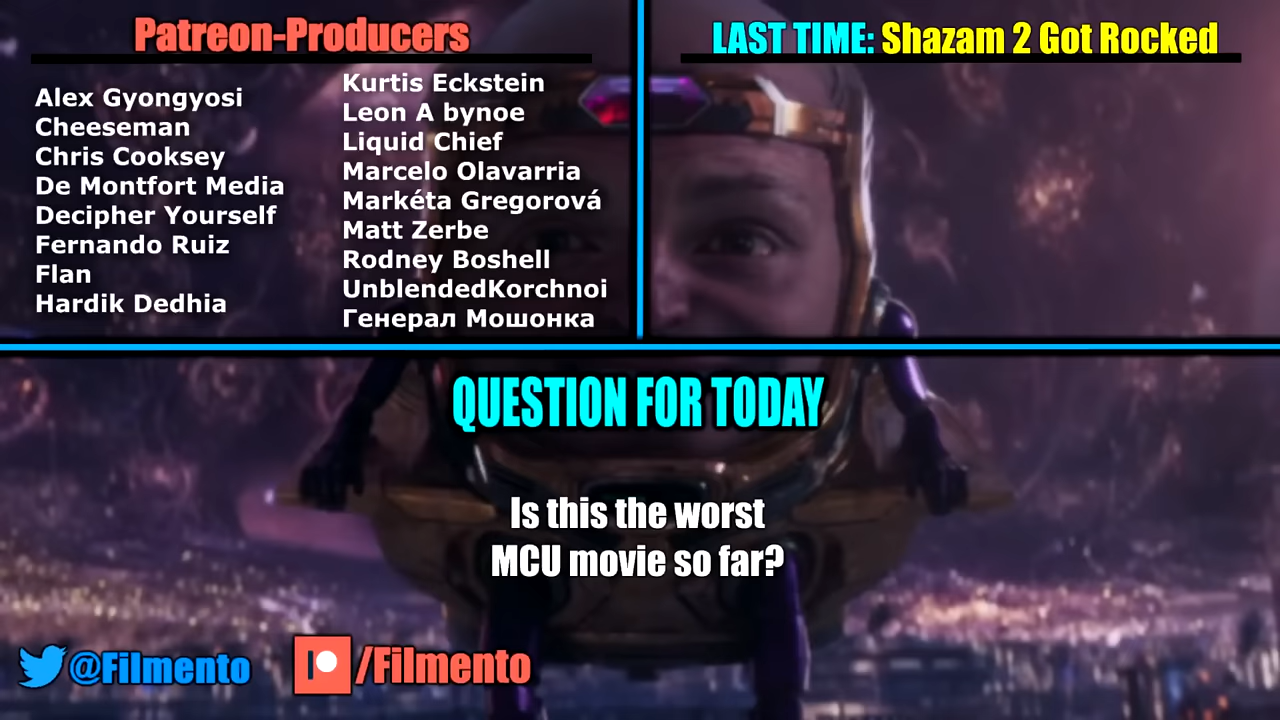 Patreon-Producers
Alex Gyongyosi
Cheeseman
Chris Cooksey
De Montfort Media
Decipher Yourself
Fernando Ruiz
Flan
Hardik Dedhia
Kurtis Eckstein
Leon A bynoe
Liquid Chief
Marcelo Olavarria
Markéta Gregorová
Matt Zerbe
Rodney Boshell
UnblendedKorchnoi
Генерал Мошонка
LAST TIME: Shazam 2 Got Rocked
QUESTION FOR TODAY
Is this the worst
MCU movie so far?
@Filmento
/Filmento